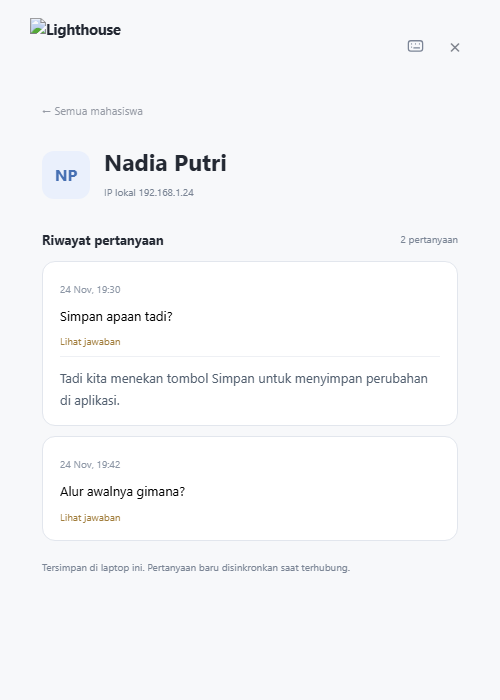 Lighthouse
← Semua mahasiswa
NP
Nadia Putri
IP lokal 192.168.1.24
Riwayat pertanyaan
2 pertanyaan
24 Nov, 19:30
Simpan apaan tadi?
Lihat jawaban
Tadi kita menekan tombol Simpan untuk menyimpan perubahan
di aplikasi.
24 Nov, 19:42
Alur awalnya gimana?
Lihat jawaban
Tersimpan di laptop ini. Pertanyaan baru disinkronkan saat terhubung.